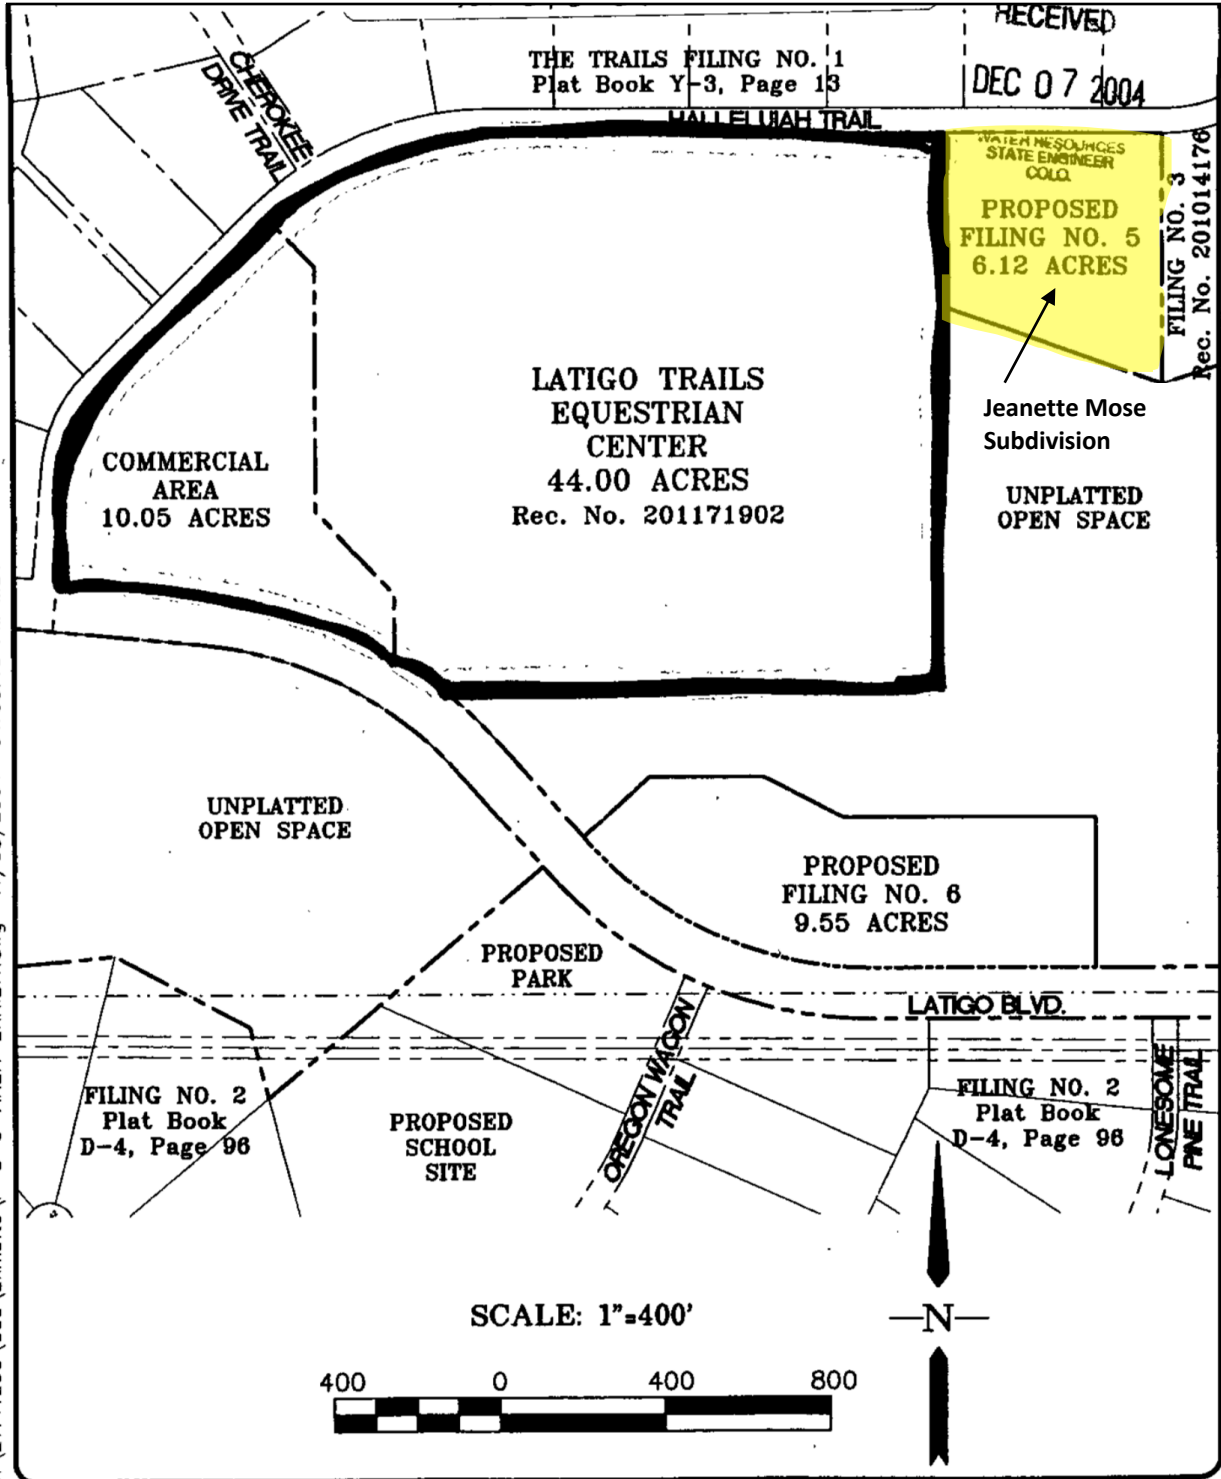 RECEIVED
DEC 07 2004
THE TRAILS FILING NO. 1
Plat Book Y-3, Page 13
HALLELUIAH TRAIL
CHEROKEE
DRIVE TRAIL
WATER RESOURCES
STATE ENGINEER
COLO.
PROPOSED
FILING NO. 5
6.12 ACRES
FILING NO. 3
Rec. No. 201014176
Jeanette Mose
Subdivision
LATIGO TRAILS
EQUESTRIAN
CENTER
44.00 ACRES
Rec. No. 201171902
COMMERCIAL
AREA
10.05 ACRES
UNPLATTED
OPEN SPACE
UNPLATTED
OPEN SPACE
PROPOSED
FILING NO. 6
9.55 ACRES
PROPOSED
PARK
LATIGO BLVD.
OREGON WAGON
TRAIL
LONESOME
PINE TRAIL
FILING NO. 2
Plat Book
D-4, Page 96
PROPOSED
SCHOOL
SITE
FILING NO. 2
Plat Book
D-4, Page 96
SCALE: 1"=400'
N
400 0 400 800